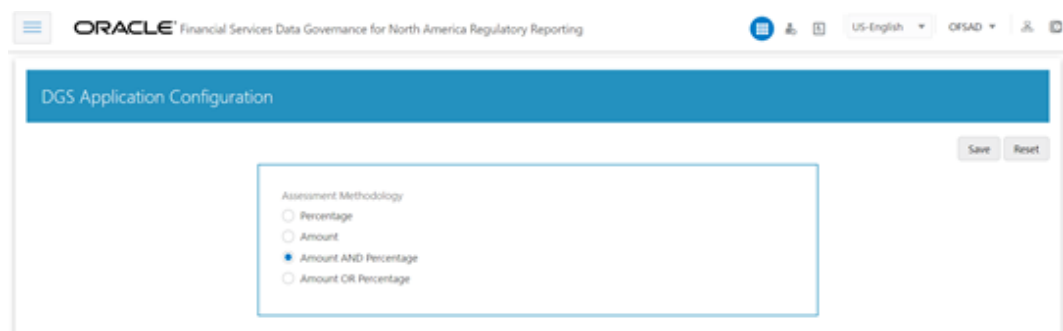 ORACLE® Financial Services Data Governance for North America Regulatory Reporting
US-English
OFSAD
DGS Application Configuration
Save Reset
Assessment Methodology
Percentage
Amount
Amount AND Percentage
Amount OR Percentage